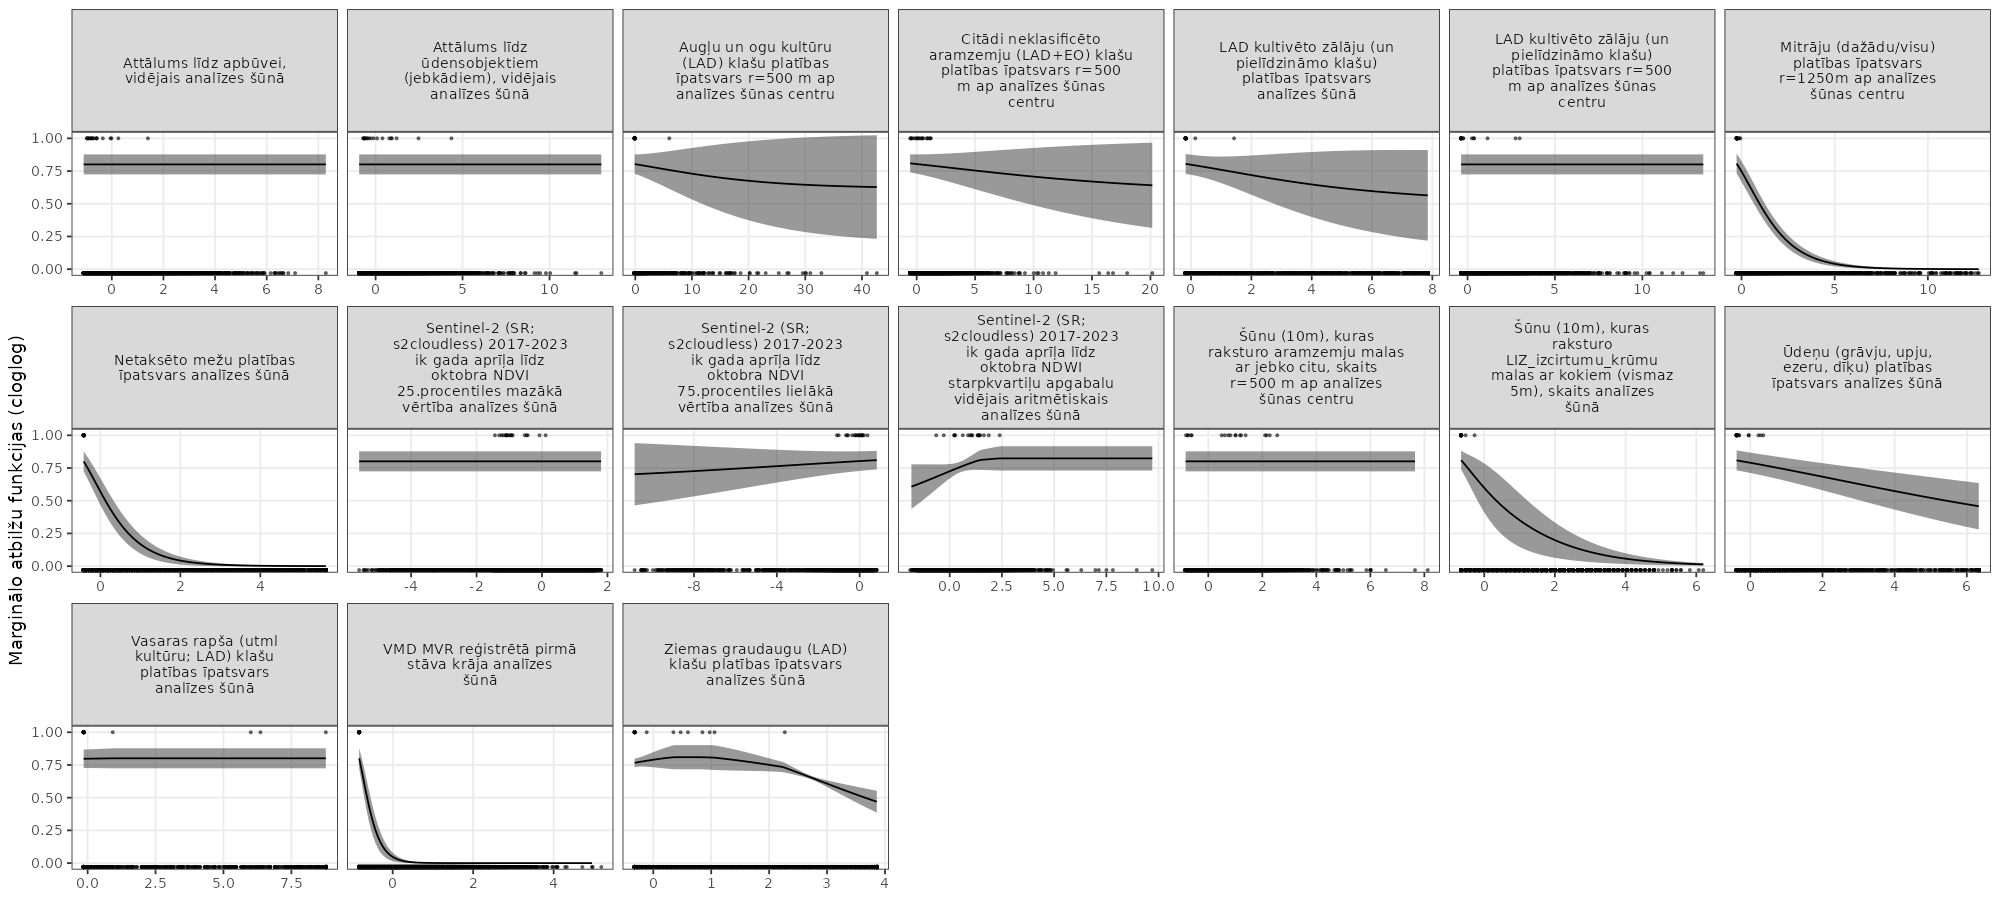 Attālums līdz apbūvei,
vidējais analīzes šūnā
Attālums līdz
ūdensobjektiem
(jebkādiem), vidējais
analīzes šūnā
Augļu un ogu kultūru
(LAD) klašu platības
īpatsvars r=500 m ap
analīzes šūnas centru
Citādi neklasificēto
aramzemju (LAD+EO) klašu
platības īpatsvars r=500
m ap analīzes šūnas
centru
LAD kultivēto zālāju (un
pielīdzināmo klašu)
platības īpatsvars
analīzes šūnā
LAD kultivēto zālāju (un
pielīdzināmo klašu)
platības īpatsvars r=500
m ap analīzes šūnas
centru
Mitrāju (dažādu/visu)
platības īpatsvars
r=1250m ap analīzes
šūnas centru
1.00
0.75
0.50
0.25
0.00
0 2 4 6 8
0 5 10
0 10 20 30 40
0 5 10 15 20
0 2 4 6 8
0 5 10
0 5 10
Marginālo atbilžu funkcijas (cloglog)
Netaksēto mežu platības
īpatsvars analīzes šūnā
Sentinel-2 (SR;
s2cloudless) 2017-2023
ik gada aprīļa līdz
oktobra NDVI
25.procentiles mazākā
vērtība analīzes šūnā
Sentinel-2 (SR;
s2cloudless) 2017-2023
ik gada aprīļa līdz
oktobra NDVI
75.procentiles lielākā
vērtība analīzes šūnā
Sentinel-2 (SR;
s2cloudless) 2017-2023
ik gada aprīļa līdz
oktobra NDWI
starpkvartiļu apgabalu
vidējais aritmētiskais
analīzes šūnā
Šūnu (10m), kuras
raksturo aramzemju malas
ar jebko citu, skaits
r=500 m ap analīzes
šūnas centru
Šūnu (10m), kuras
raksturo
LIZ_izcirtumu_krūmu
malas ar kokiem (vismaz
5m), skaits analīzes
šūnā
Ūdeņu (grāvju, upju,
ezeru, dīķu) platības
īpatsvars analīzes šūnā
1.00
0.75
0.50
0.25
0.00
0 2 4
-4 -2 0 2
-8 -4 0
0.0 2.5 5.0 7.5 10.0
0 2 4 6 8
0 2 4 6
0 2 4 6
Vasaras rapša (utml
kultūru; LAD) klašu
platības īpatsvars
analīzes šūnā
VMD MVR reģistrētā pirmā
stāva krāja analīzes
šūnā
Ziemas graudaugu (LAD)
klašu platības īpatsvars
analīzes šūnā
1.00
0.75
0.50
0.25
0.00
0.0 2.5 5.0 7.5
0 2 4
0 1 2 3 4